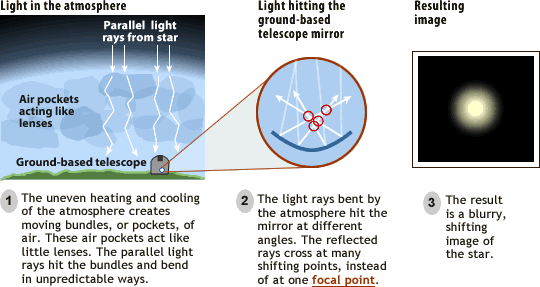 Light in the atmosphere
Parallel light
rays from star
Air pockets
acting like
lenses
Ground-based telescope
1 The uneven heating and cooling
of the atmosphere creates
moving bundles, or pockets, of
air. These air pockets act like
little lenses. The parallel light
rays hit the bundles and bend
in unpredictable ways.
Light hitting the
ground-based
telescope mirror
2 The light rays bent by
the atmosphere hit the
mirror at different
angles. The reflected
rays cross at many
shifting points, instead
of at one focal point.
Resulting
image
3 The result
is a blurry,
shifting
image of
the star.